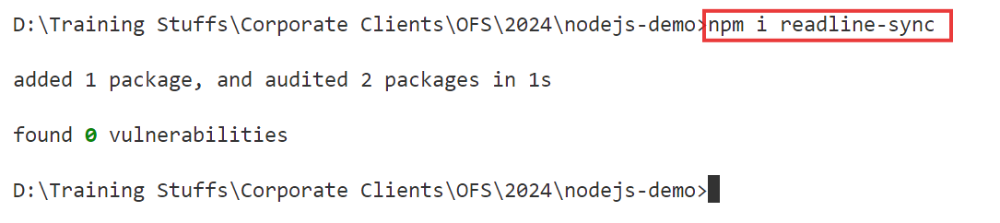 D:\Training Stuffs\Corporate Clients\OFS\2024\nodejs-demo>npm i readline-sync
added 1 package, and audited 2 packages in 1s
found 0 vulnerabilities
D:\Training Stuffs\Corporate Clients\OFS\2024\nodejs-demo>